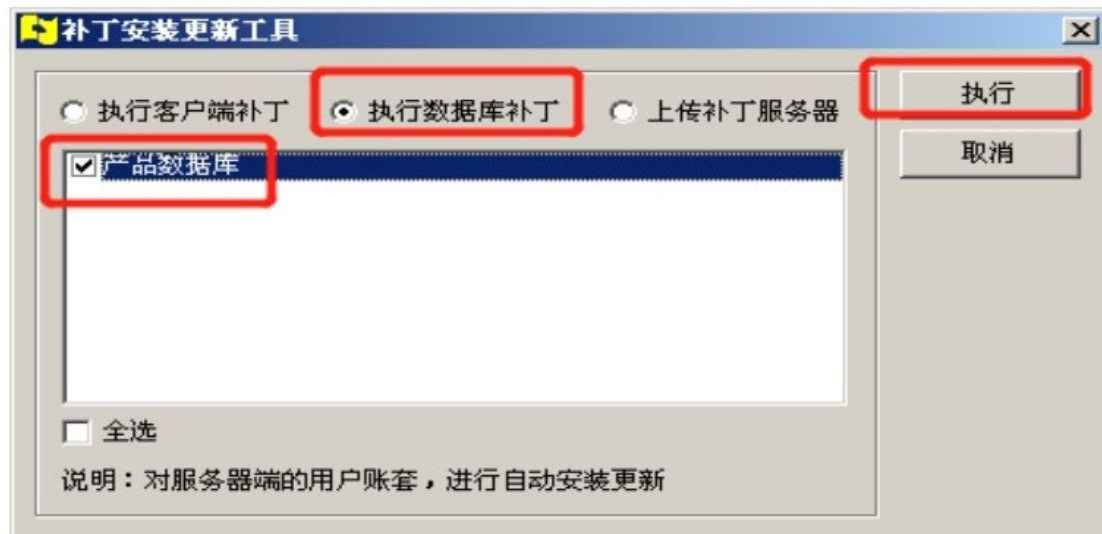 补丁安装更新工具
执行客户端补丁 执行数据库补丁 上传补丁服务器 执行
产品数据库 取消
全选
说明：对服务器端的用户账套，进行自动安装更新